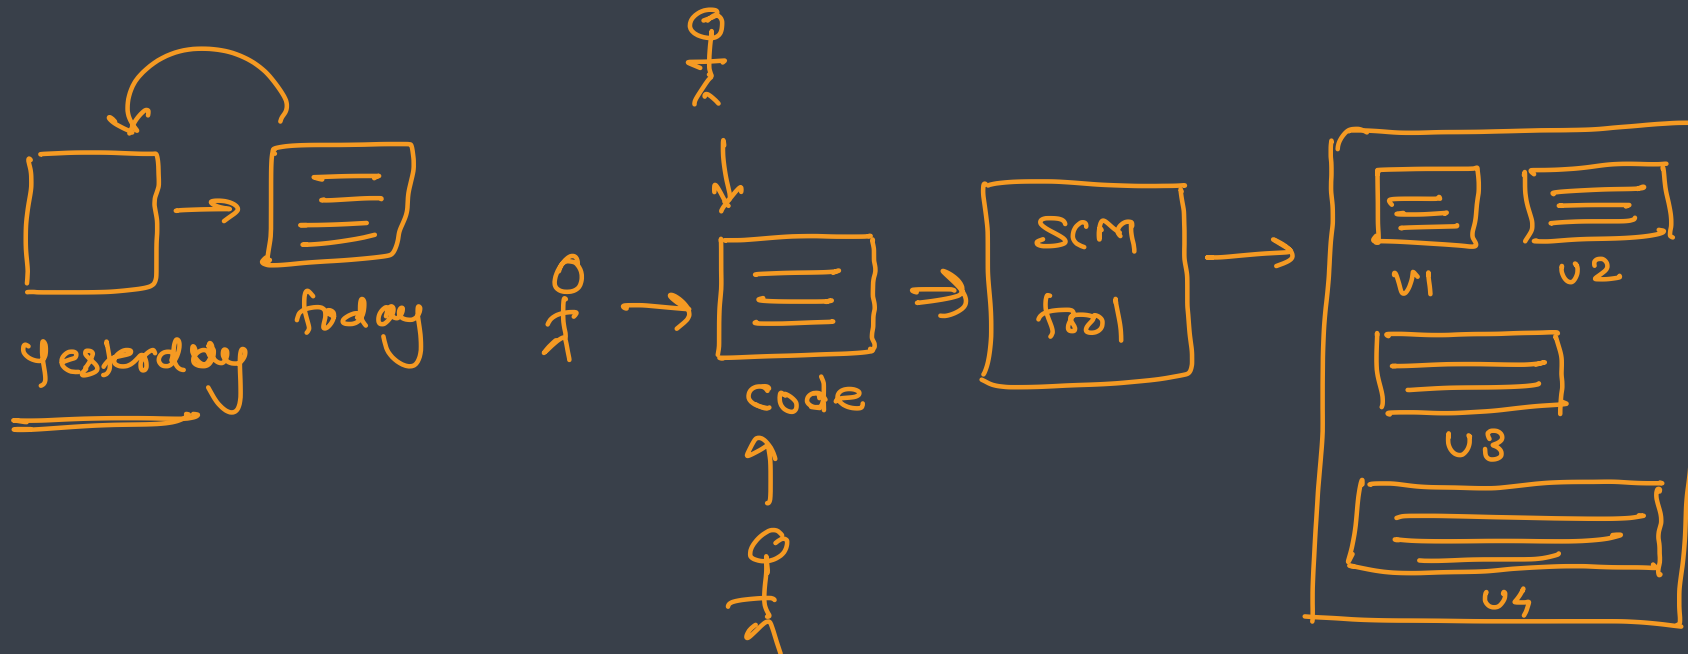 Yesterday
today
code
SCM
tool
V1
V2
V3
V4